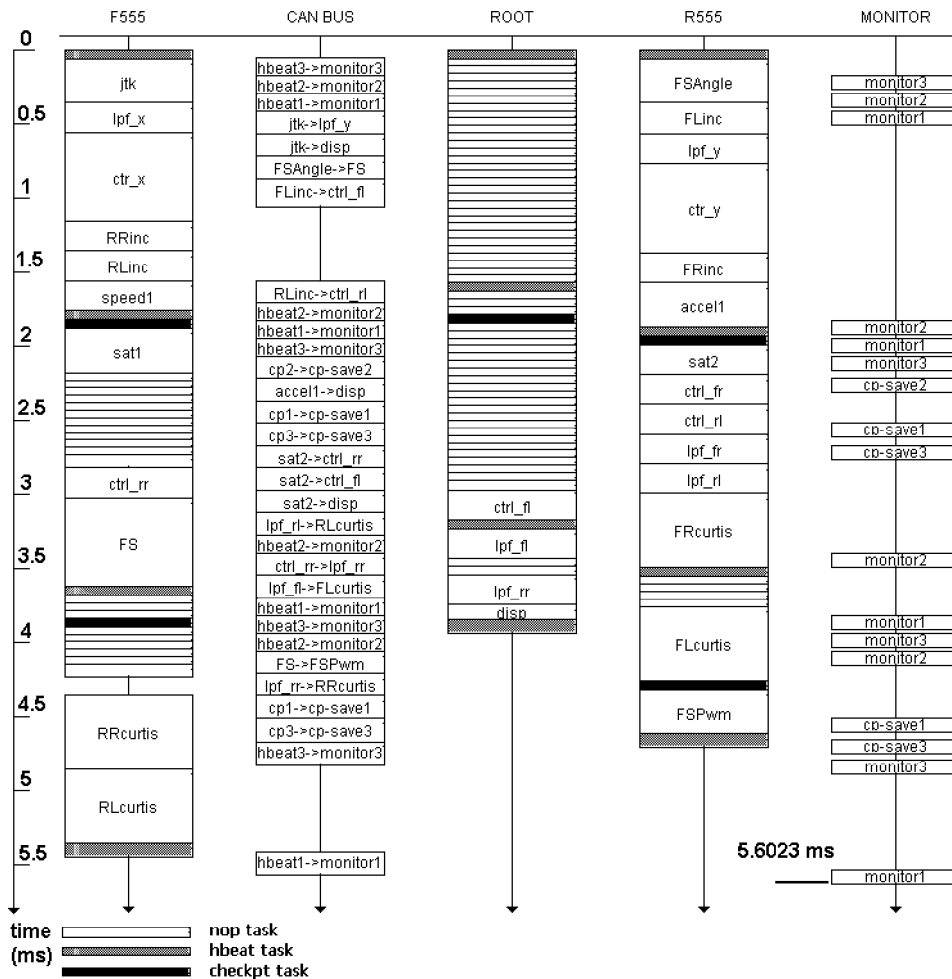 F555 CAN BUS ROOT R555 MONITOR
0
0.5
1
1.5
2
2.5
3
3.5
4
4.5
5
5.5
time
(ms)
jtk
lpf_x
ctr_x
RRinc
RLinc
speed1
sat1
ctrl_rr
FS
RRcurtis
RLcurtis
hbeat3->monitor3
hbeat2->monitor2
hbeat1->monitor1
jtk->lpf_y
jtk->disp
FSAngle->FS
FLinc->ctrl_fl
RLinc->ctrl_rl
hbeat2->monitor2
hbeat1->monitor1
hbeat3->monitor3
cp2->cp-save2
accel1->disp
cp1->cp-save1
cp3->cp-save3
sat2->ctrl_rr
sat2->ctrl_fl
sat2->disp
lpf_rl->RLcurtis
hbeat2->monitor2
ctrl_rr->lpf_rr
lpf_fl->FLcurtis
hbeat1->monitor1
hbeat3->monitor3
hbeat2->monitor2
FS->FSPwm
lpf_rr->RRcurtis
cp1->cp-save1
cp3->cp-save3
hbeat3->monitor3
hbeat1->monitor1
ctrl_fl
lpf_fl
lpf_rr
disp
FSAngle
FLinc
lpf_y
ctr_y
FRinc
accel1
sat2
ctrl_fr
ctrl_rl
lpf_fr
lpf_rl
FRcurtis
FLcurtis
FSPwm
monitor3
monitor2
monitor1
monitor2
monitor1
monitor3
cp-save2
cp-save1
cp-save3
monitor2
monitor1
monitor3
monitor2
cp-save1
cp-save3
monitor3
5.6023 ms
monitor1
nop task
hbeat task
checkpt task